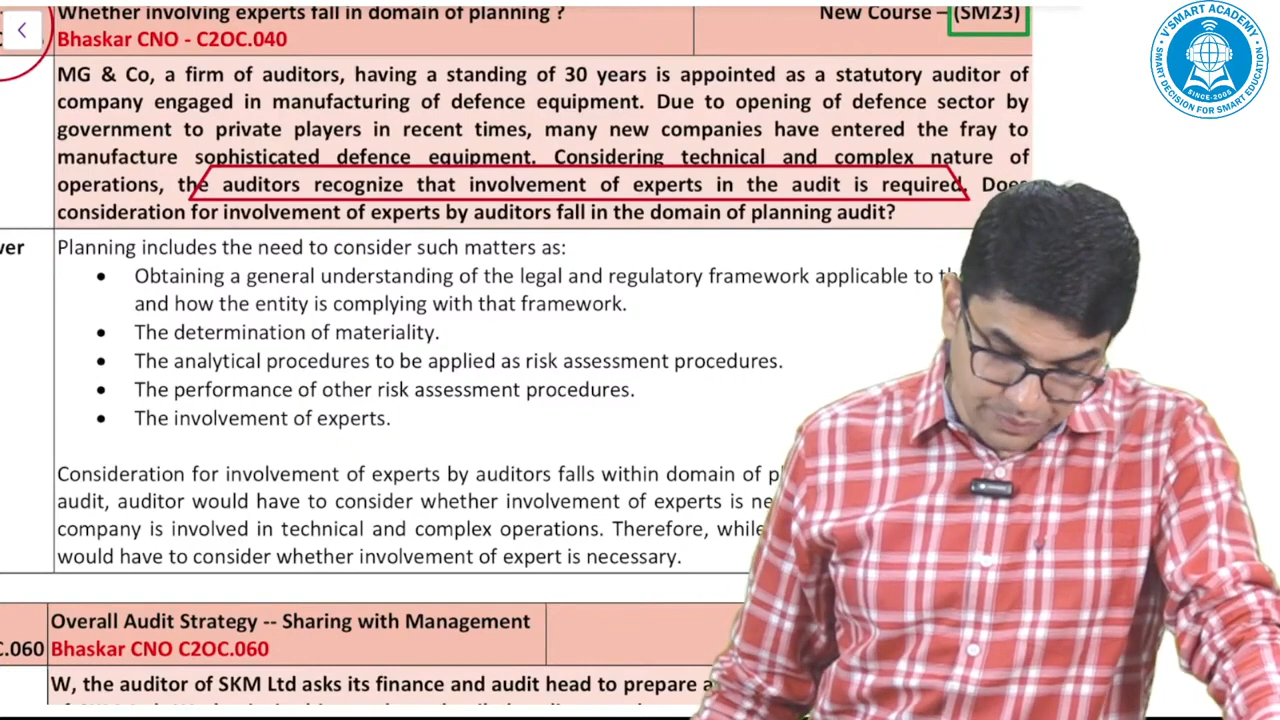 Whether involving experts fall in domain of planning ?
New Course – (SM23)
Bhaskar CNO - C2OC.040
MG & Co, a firm of auditors, having a standing of 30 years is appointed as a statutory auditor of
company engaged in manufacturing of defence equipment. Due to opening of defence sector by
government to private players in recent times, many new companies have entered the fray to
manufacture sophisticated defence equipment. Considering technical and complex nature of
operations, the auditors recognize that involvement of experts in the audit is required. Does
consideration for involvement of experts by auditors fall in the domain of planning audit?
wer
Planning includes the need to consider such matters as:
• Obtaining a general understanding of the legal and regulatory framework applicable to
and how the entity is complying with that framework.
• The determination of materiality.
• The analytical procedures to be applied as risk assessment procedures.
• The performance of other risk assessment procedures.
• The involvement of experts.
Consideration for involvement of experts by auditors falls within domain of
audit, auditor would have to consider whether involvement of experts is
company is involved in technical and complex operations. Therefore,
would have to consider whether involvement of expert is necessary.
Overall Audit Strategy -- Sharing with Management
C.060 Bhaskar CNO C2OC.060
W, the auditor of SKM Ltd asks its finance and audit head to prepare
V'SMART ACADEMY
SINCE-2005
SMART DECISION FOR SMART EDUCATION